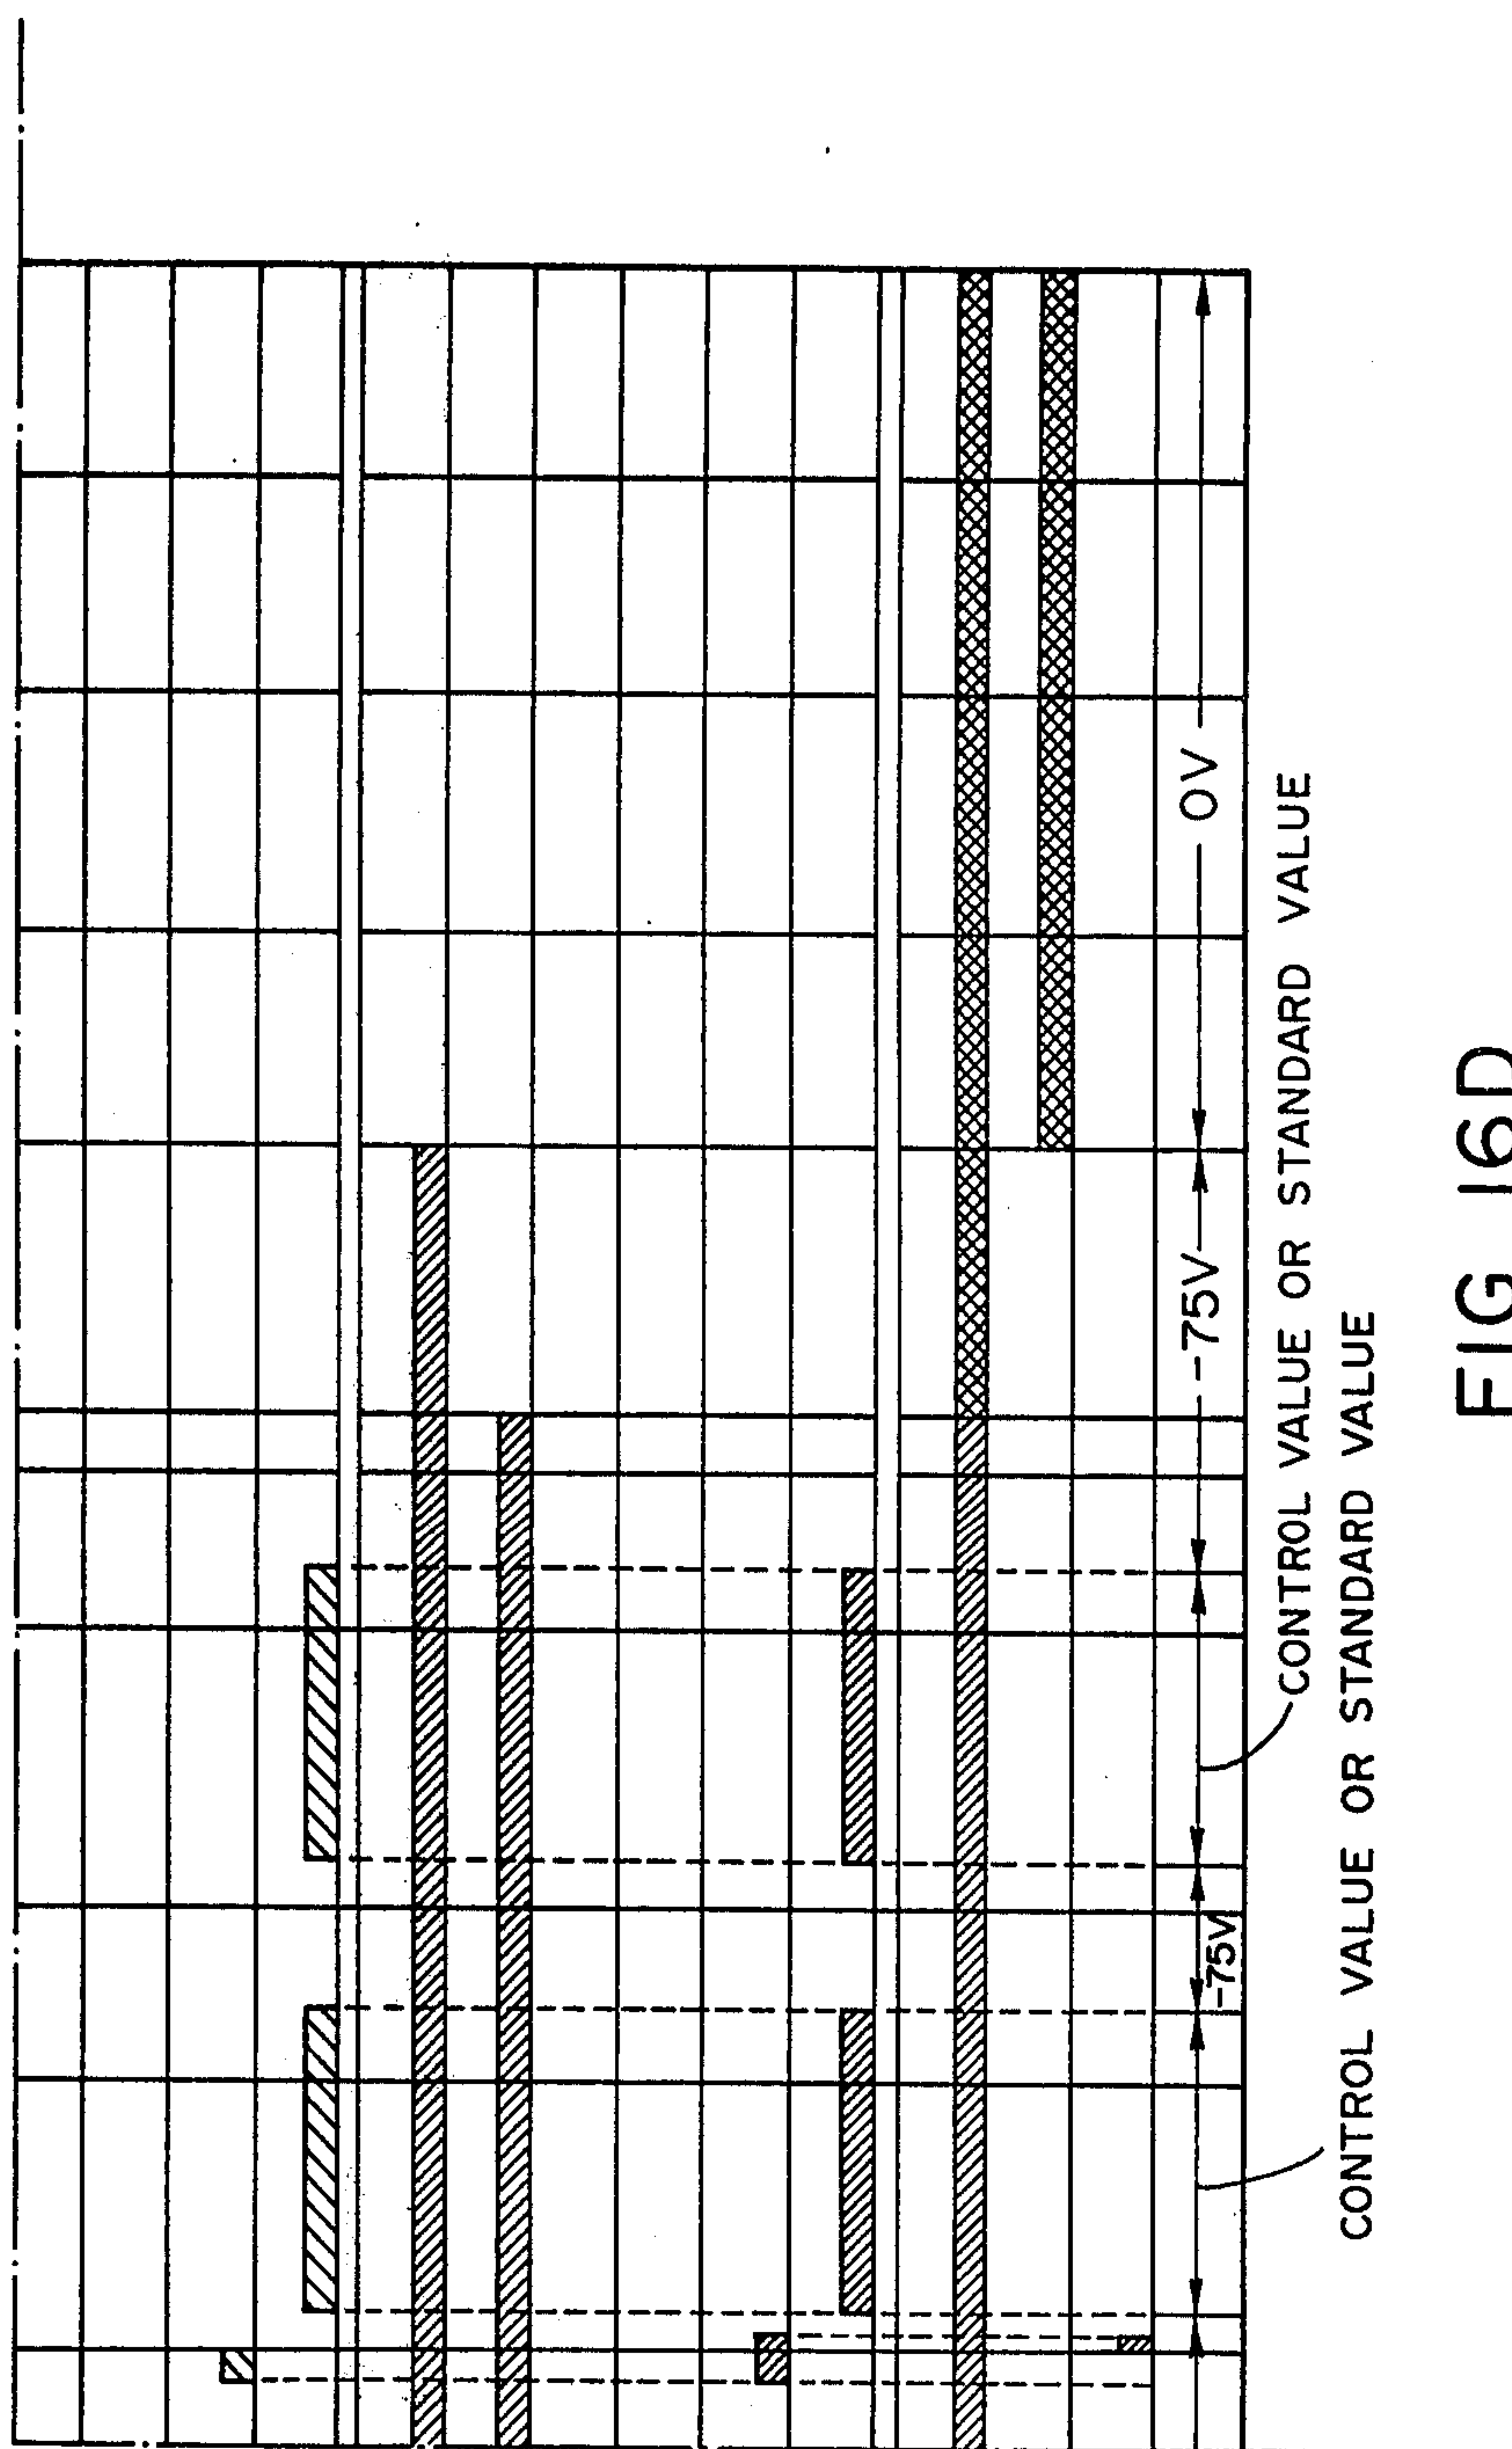 -75V
-75V
0V
CONTROL VALUE OR STANDARD VALUE
CONTROL VALUE OR STANDARD VALUE
FIG 16D